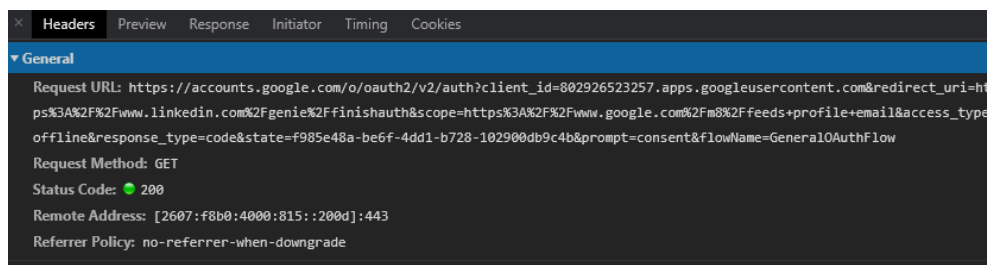 × Headers Preview Response Initiator Timing Cookies
▼ General
Request URL: https://accounts.google.com/o/oauth2/v2/auth?client_id=802926523257.apps.googleusercontent.com&redirect_uri=ht
ps%3A%2F%2Fwww.linkedin.com%2Fgenie%2Ffinishauth&scope=https%3A%2F%2Fwww.google.com%2Fm8%2Ffeeds+profile+email&access_type
offline&response_type=code&state=f985e48a-be6f-4dd1-b728-102900db9c4b&prompt=consent&flowName=GeneralOAuthFlow
Request Method: GET
Status Code: 200
Remote Address: [2607:f8b0:4000:815::200d]:443
Referrer Policy: no-referrer-when-downgrade